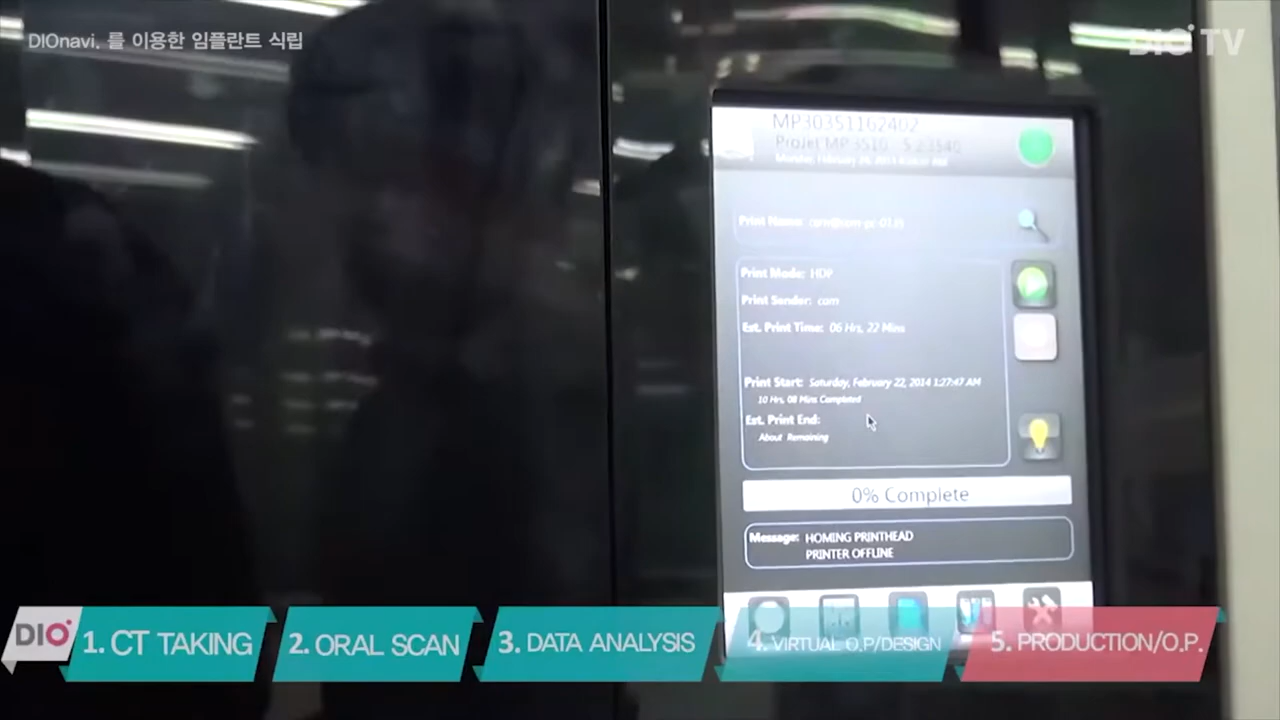 DIOnavi. 를 이용한 임플란트 식립
DIO TV
MP30351162402
ProJet MP 3510
Print Name:
Print Mode: HDP
Print Sender: com
Est. Print Time: 06 Hrs, 22 Mins
Print Start: Saturday, February 22, 2014 1:27:47 AM
10 Hrs, 08 Mins Completed
Est. Print End:
About Remaining
0% Complete
Message: HOMING PRINTHEAD
PRINTER OFFLINE
DIO 1. CT TAKING 2. ORAL SCAN 3. DATA ANALYSIS 4. VIRTUAL O.P/DESIGN 5. PRODUCTION/O.P.